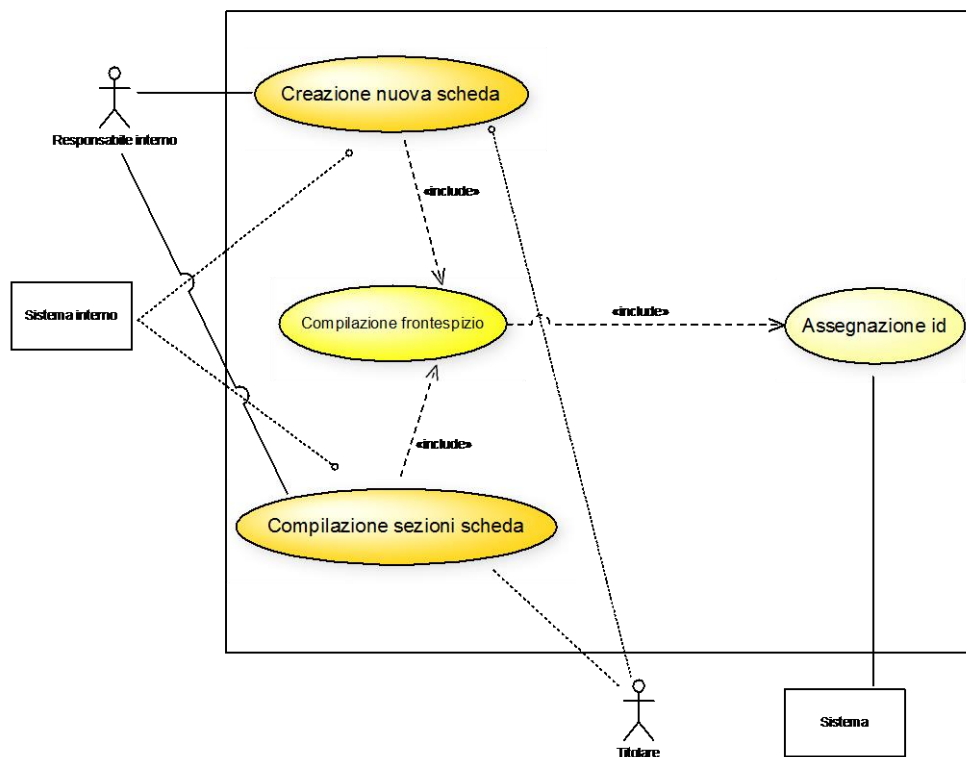 Creazione nuova scheda
Responsabile interno
«include»
Sistema interno
Compilazione frontespizio
«include»
Assegnazione id
«include»
Compilazione sezioni scheda
Sistema
Titolare